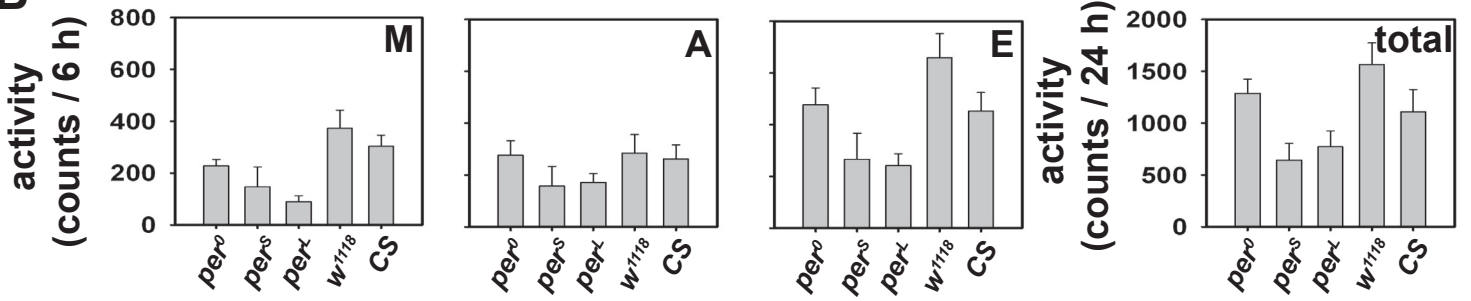 activity
(counts / 6 h)
800
600
400
200
0
M
per⁰
perˢ
perᴸ
w¹¹¹⁸
CS
A
per⁰
perˢ
perᴸ
w¹¹¹⁸
CS
E
per⁰
perˢ
perᴸ
w¹¹¹⁸
CS
activity
(counts / 24 h)
2000
1500
1000
500
0
total
per⁰
perˢ
perᴸ
w¹¹¹⁸
CS